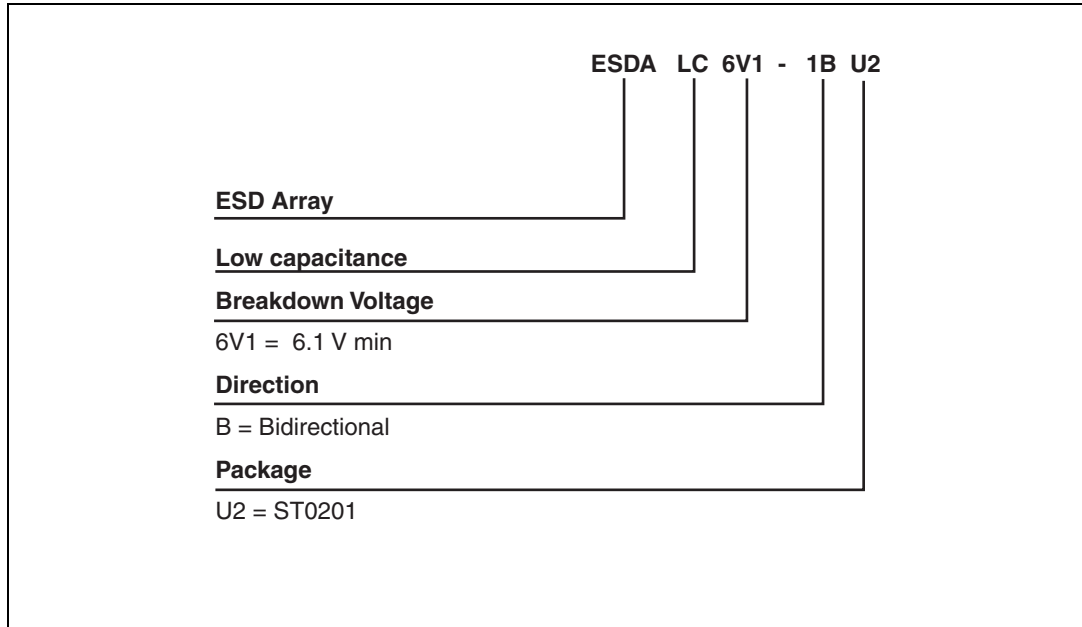 ESDA LC 6V1 - 1B U2
ESD Array
Low capacitance
Breakdown Voltage
6V1 = 6.1 V min
Direction
B = Bidirectional
Package
U2 = ST0201